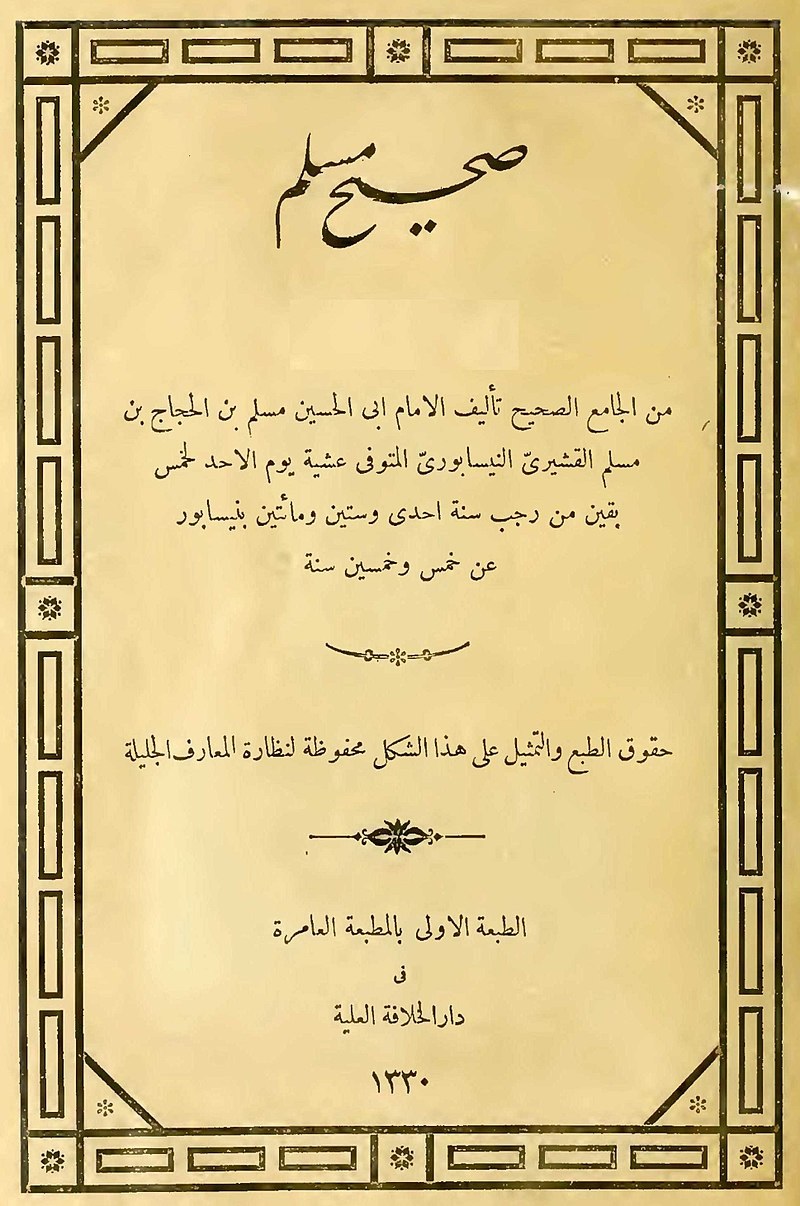 صحيح مسلم
من الجامع الصحيح تأليف الامام ابى الحسين مسلم بن الحجاج بن
مسلم القشيرىّ النيسابورىّ المتوفى عشية يوم الاحد لخمس
بقين من رجب سنة احدى وستين ومأتين بنيسابور
عن خمس وخمسين سنة
حقوق الطبع والتمثيل على هذا الشكل محفوظة لنظارة المعارف الجليلة
الطبعة الاولى بالمطبعة العامرة
فى
دار الخلافة العلية
١٣٣٠